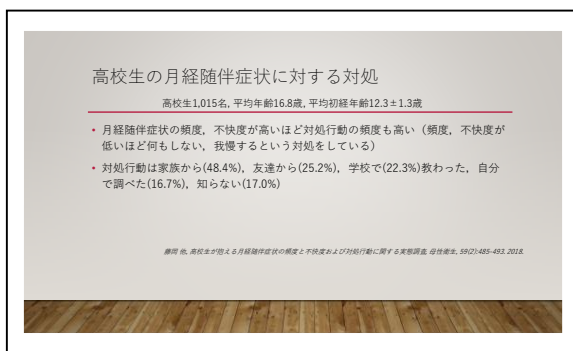 高校生の月経随伴症状に対する対処
高校生1,015名, 平均年齢16.8歳, 平均初経年齢12.3±1.3歳
• 月経随伴症状の頻度，不快度が高いほど対処行動の頻度も高い（頻度，不快度が
低いほど何もしない，我慢するという対処をしている）
• 対処行動は家族から(48.4%)，友達から(25.2%)，学校で(22.3%)教わった，自分
で調べた(16.7%)，知らない(17.0%)
藤岡 他, 高校生が抱える月経随伴症状の頻度と不快度および対処行動に関する実態調査, 母性衛生, 59(2):485-493. 2018.